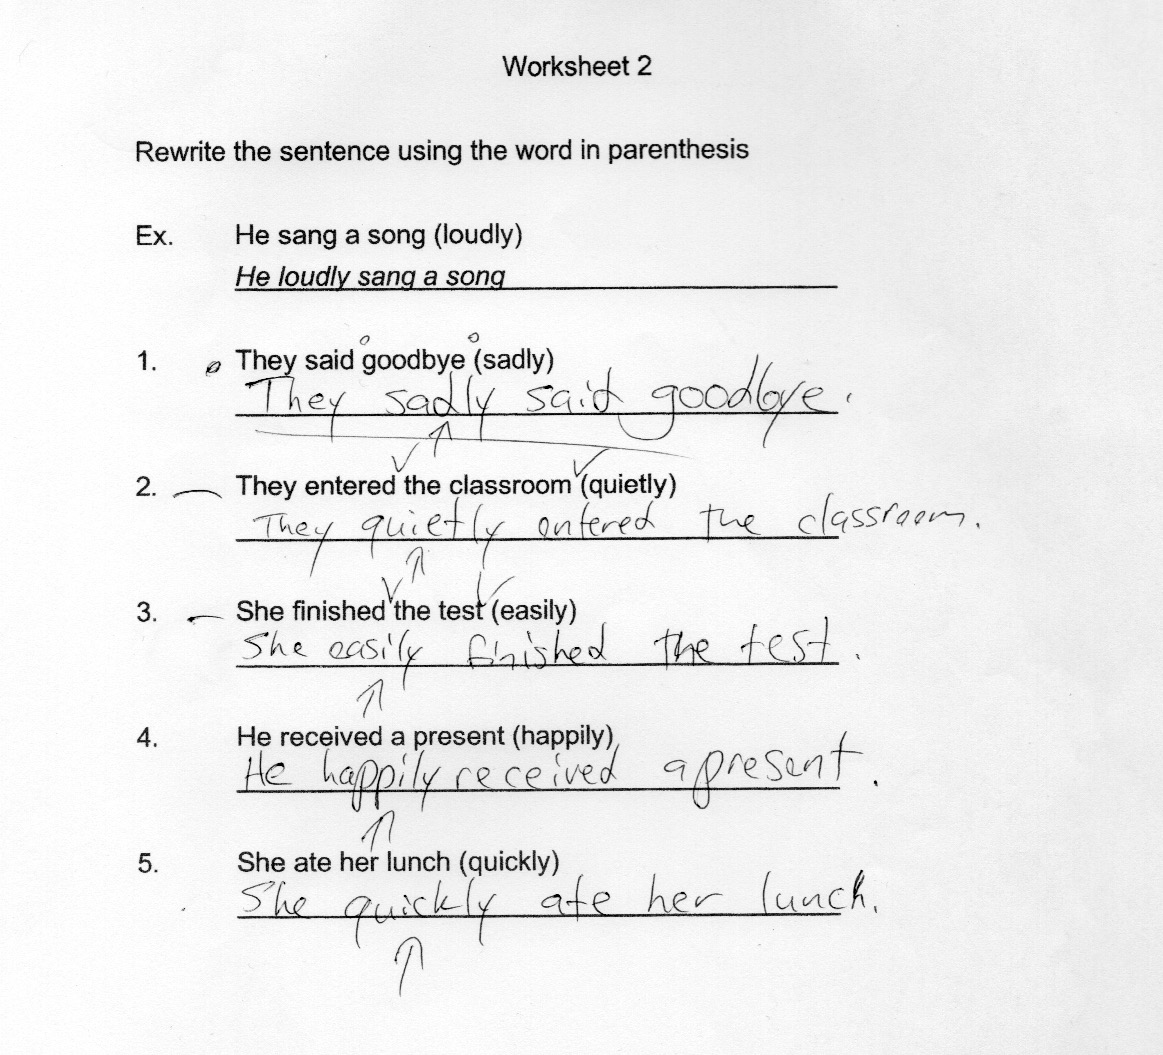 Worksheet 2
Rewrite the sentence using the word in parenthesis
Ex. He sang a song (loudly)
He loudly sang a song
1. They said goodbye (sadly)
They sadly said goodbye.
2. They entered the classroom (quietly)
They quietly entered the classroom.
3. She finished the test (easily)
She easily finished the test.
4. He received a present (happily)
He happily received a present.
5. She ate her lunch (quickly)
She quickly ate her lunch.